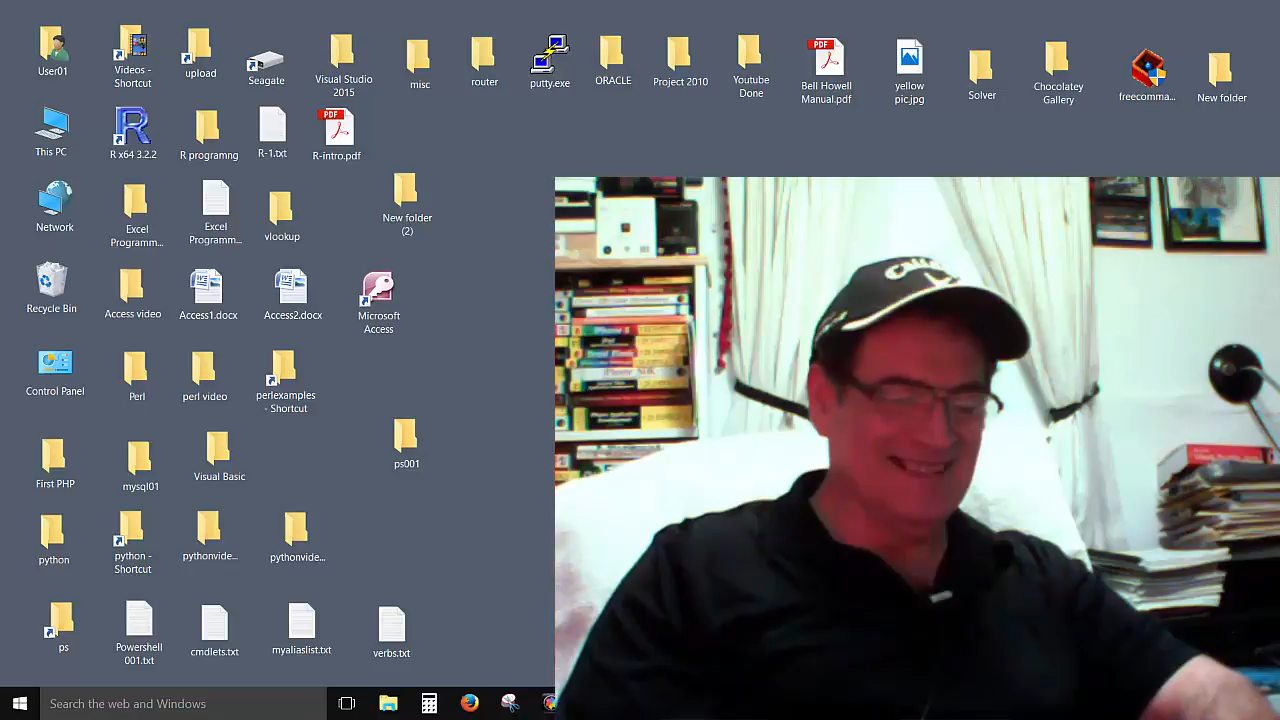 User01
Videos -
Shortcut
upload
Seagate
Visual Studio
2015
misc
router
putty.exe
ORACLE
Project 2010
Youtube
Done
PDF
Bell Howell
Manual.pdf
yellow
pic.jpg
Solver
Chocolatey
Gallery
freecomma...
New folder
This PC
R x64 3.2.2
R programng
R-1.txt
PDF
R-intro.pdf
Network
Excel
Programm...
Excel
Programm...
vlookup
New folder
(2)
Recycle Bin
Access video
Access1.docx
Access2.docx
Microsoft
Access
Control Panel
Perl
perl video
perlexamples
- Shortcut
First PHP
mysql01
Visual Basic
ps001
python
python -
Shortcut
pythonvide...
pythonvide...
ps
Powershell
001.txt
cmdlets.txt
myaliaslist.txt
verbs.txt
Search the web and Windows